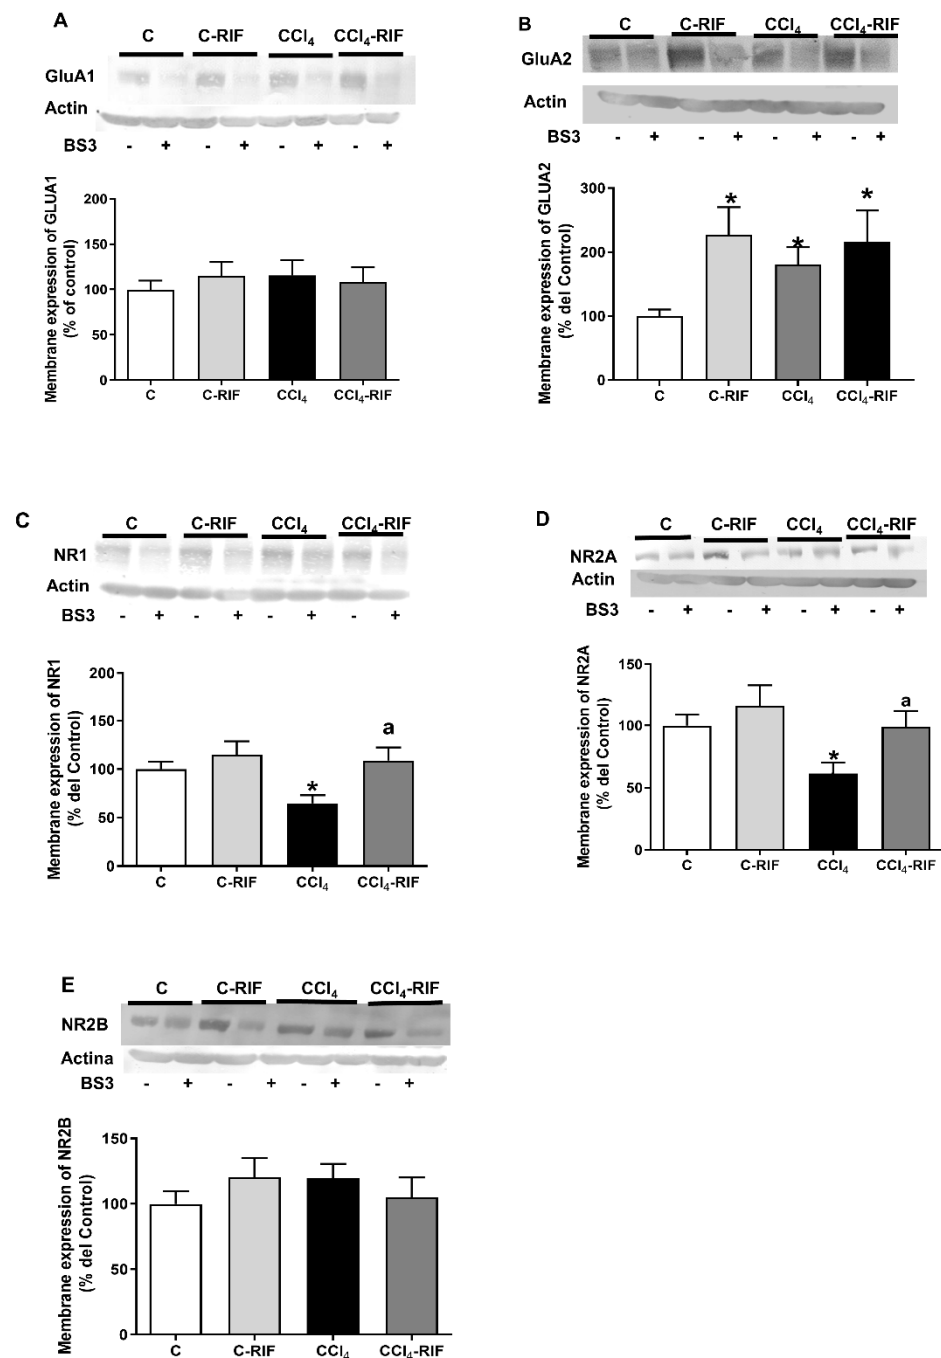 A
C C-RIF CCl4 CCl4-RIF
GluA1
Actin
BS3 - + - + - + - +
Membrane expression of GLUA1
(% of control)
200
150
100
50
0
C C-RIF CCl4 CCl4-RIF
B
C C-RIF CCl4 CCl4-RIF
GluA2
Actin
BS3 - + - + - + - +
Membrane expression of GLUA2
(% del Control)
300
200
100
0
* * *
C C-RIF CCl4 CCl4-RIF
C
C C-RIF CCl4 CCl4-RIF
NR1
Actin
BS3 - + - + - + - +
Membrane expression of NR1
(% del Control)
200
150
100
50
0
* a
C C-RIF CCl4 CCl4-RIF
D
C C-RIF CCl4 CCl4-RIF
NR2A
Actin
BS3 - + - + - + - +
Membrane expression of NR2A
(% del Control)
150
100
50
0
* a
C C-RIF CCl4 CCl4-RIF
E
C C-RIF CCl4 CCl4-RIF
NR2B
Actina
BS3 - + - + - + - +
Membrane expression of NR2B
(% del Control)
150
100
50
0
C C-RIF CCl4 CCl4-RIF